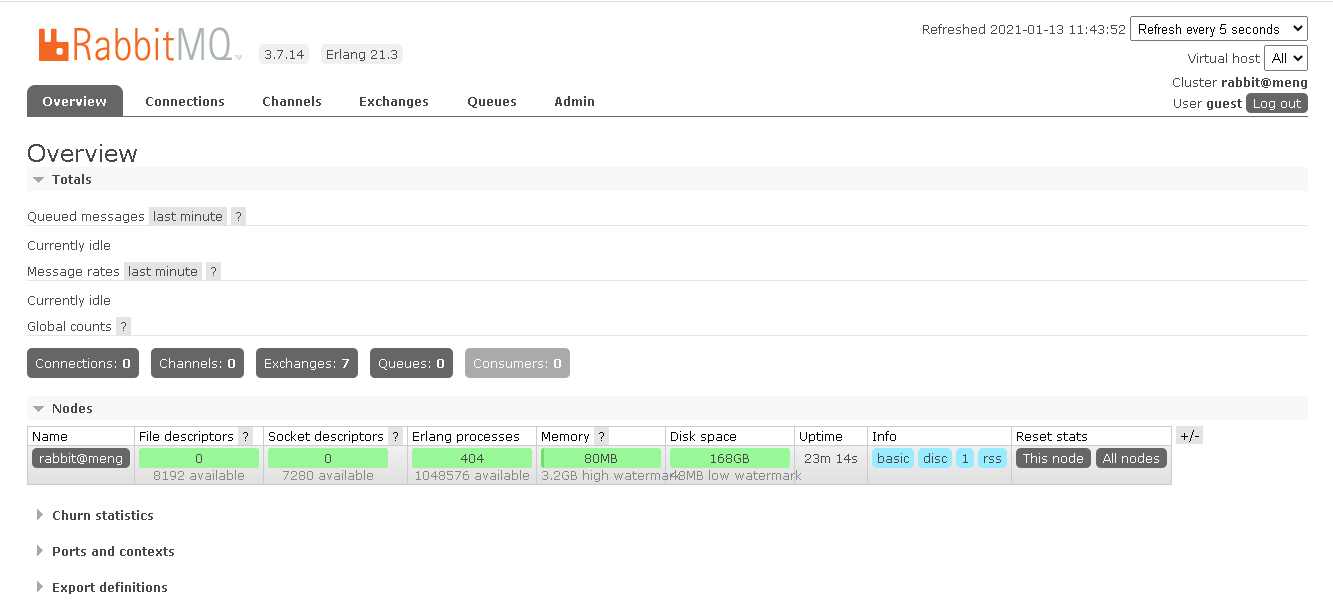 RabbitMQ TM 3.7.14 Erlang 21.3
Refreshed 2021-01-13 11:43:52 Refresh every 5 seconds
Virtual host All
Cluster rabbit@meng
User guest Log out
Overview Connections Channels Exchanges Queues Admin
Overview
Totals
Queued messages last minute ?
Currently idle
Message rates last minute ?
Currently idle
Global counts ?
Connections: 0 Channels: 0 Exchanges: 7 Queues: 0 Consumers: 0
Nodes
Name File descriptors ? Socket descriptors ? Erlang processes Memory ? Disk space Uptime Info Reset stats +/-
rabbit@meng 0 0 404 80MB 168GB 23m 14s basic disc 1 rss This node All nodes
8192 available 7280 available 1048576 available 3.2GB high watermark 48MB low watermark
Churn statistics
Ports and contexts
Export definitions